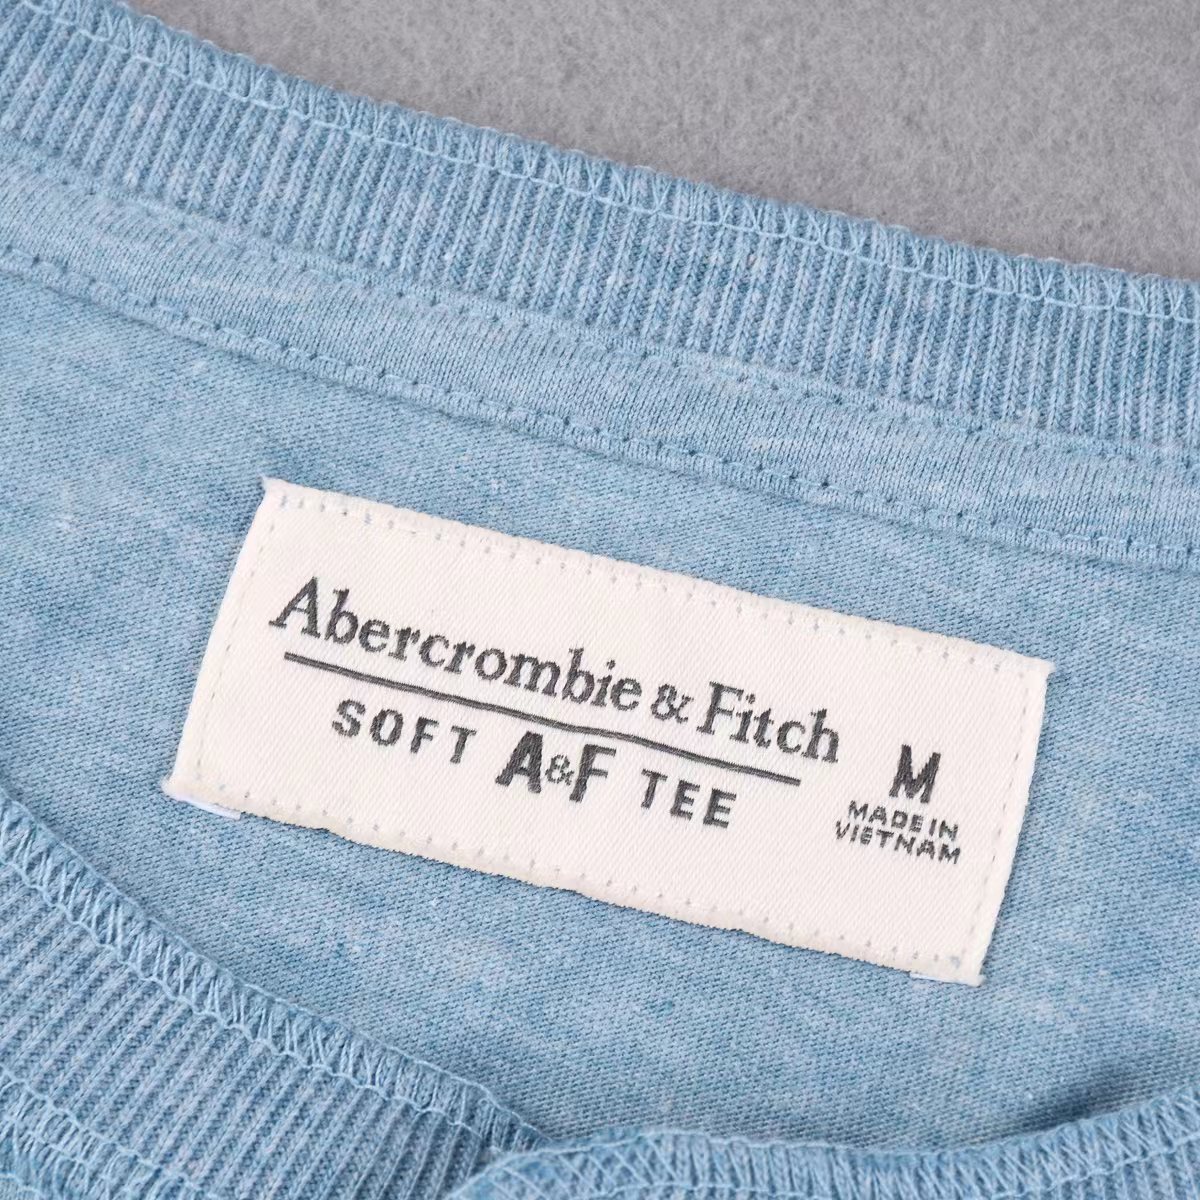 Abercrombie & Fitch
SOFT A&F TEE
M
MADE IN
VIETNAM